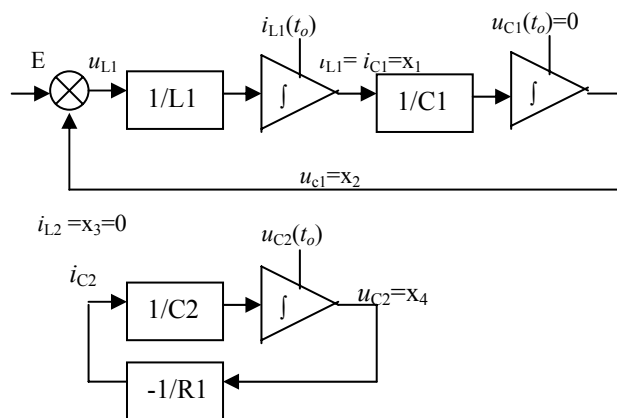 i_L1(t_o)
u_C1(t_o)=0
E
u_L1
ι_L1= i_C1=x_1
1/L1
∫
1/C1
∫
u_c1=x_2
i_L2 =x_3=0
u_C2(t_o)
i_C2
1/C2
∫
u_C2=x_4
-1/R1